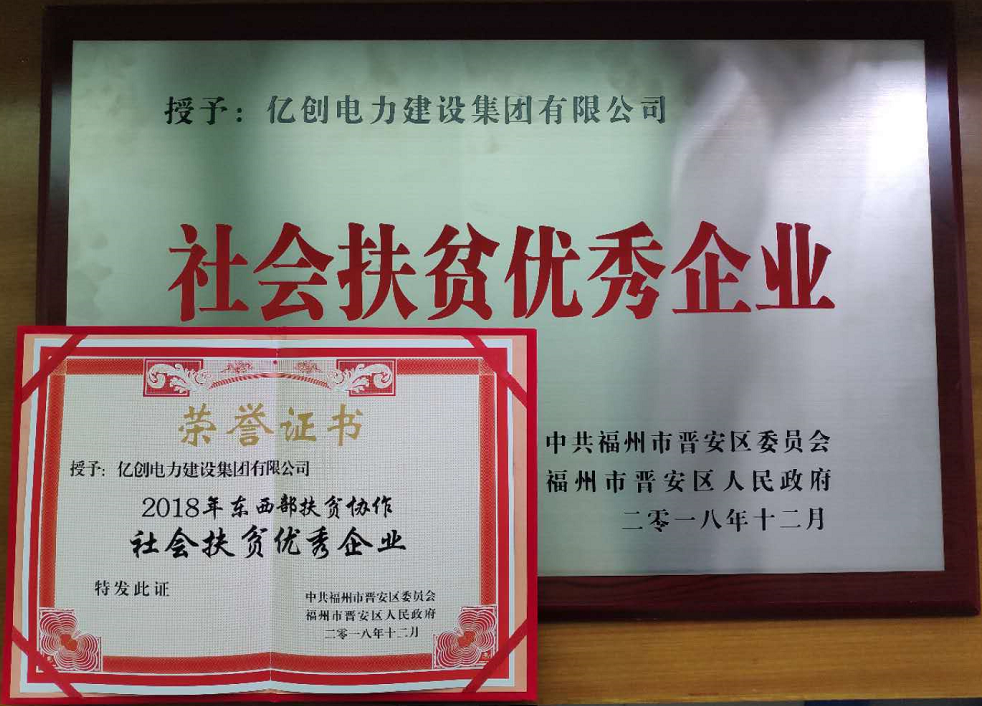 授予：亿创电力建设集团有限公司
社会扶贫优秀企业
中共福州市晋安区委员会
福州市晋安区人民政府
二零一八年十二月
荣誉证书
授予：亿创电力建设集团有限公司
2018年东西部扶贫协作
社会扶贫优秀企业
特发此证
中共福州市晋安区委员会
福州市晋安区人民政府
二零一八年十二月